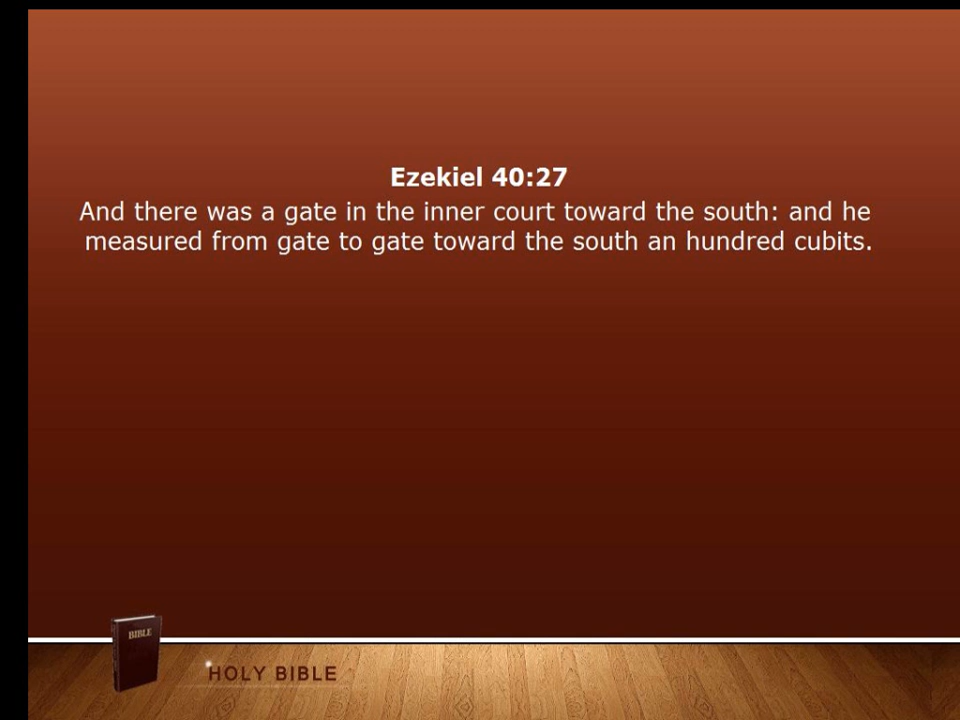 Ezekiel 40:27
And there was a gate in the inner court toward the south: and he
measured from gate to gate toward the south an hundred cubits.
BIBLE
HOLY BIBLE